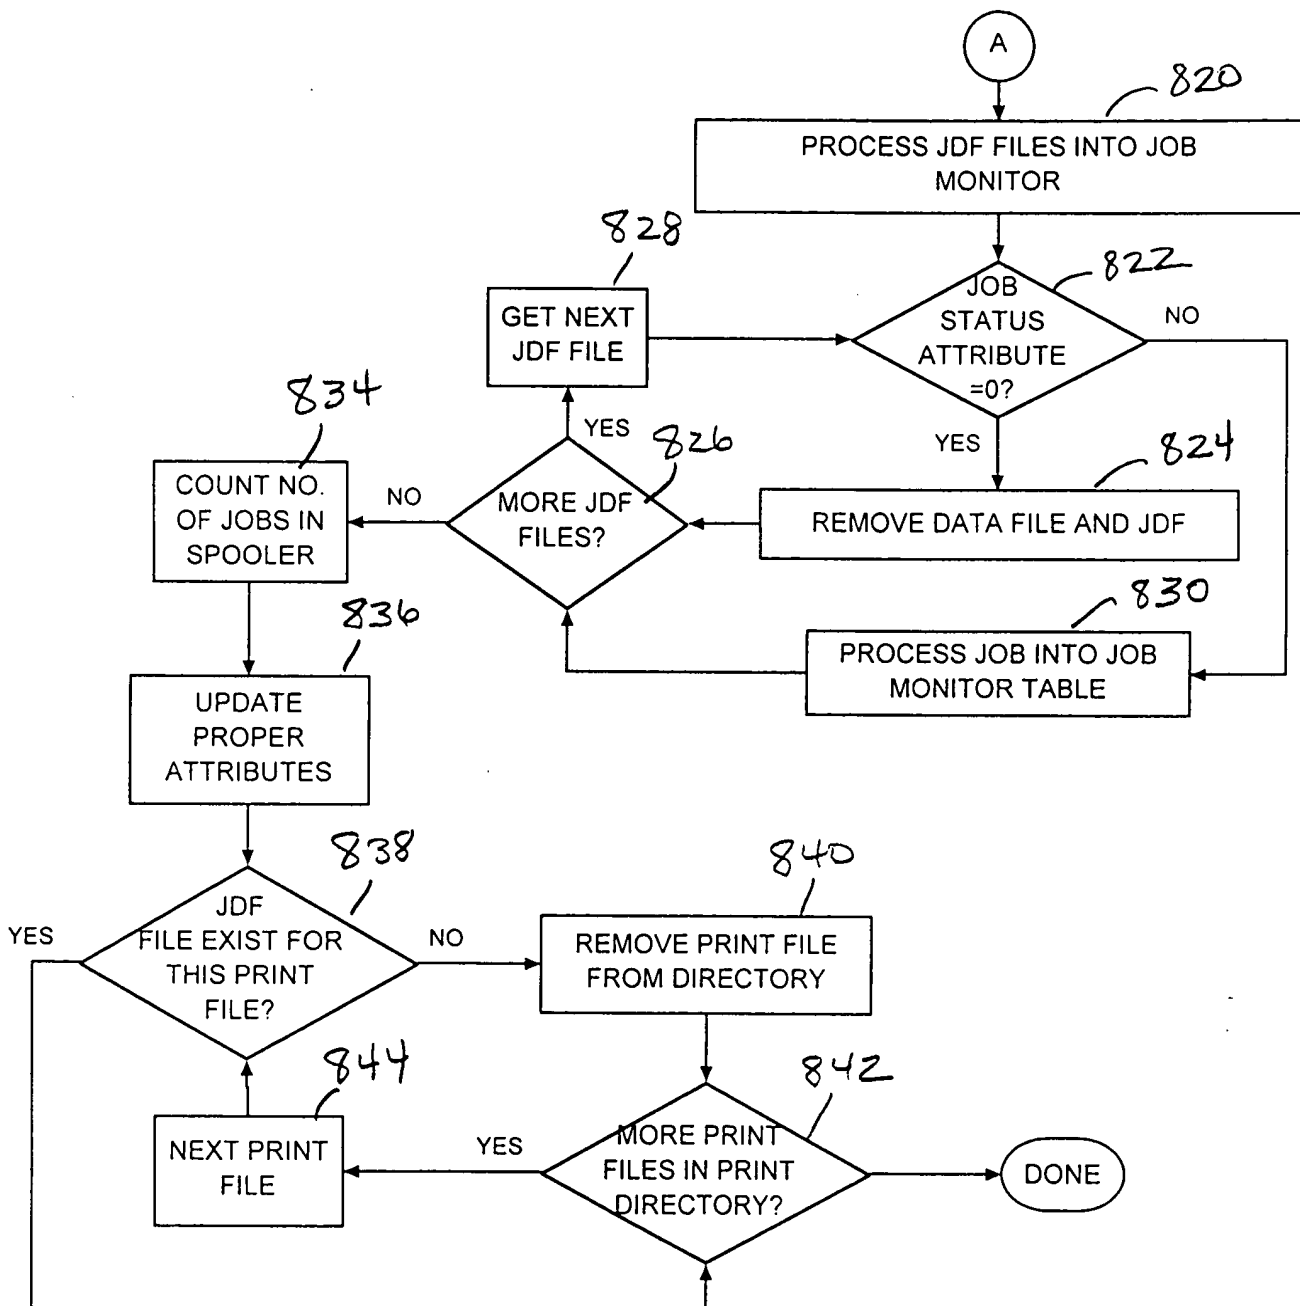 A
820
PROCESS JDF FILES INTO JOB
MONITOR
828
822
GET NEXT
JDF FILE
JOB
STATUS
ATTRIBUTE
=0?
NO
834
YES
826
YES
824
COUNT NO.
OF JOBS IN
SPOOLER
NO
MORE JDF
FILES?
REMOVE DATA FILE AND JDF
836
830
PROCESS JOB INTO JOB
MONITOR TABLE
UPDATE
PROPER
ATTRIBUTES
838
840
YES
JDF
FILE EXIST FOR
THIS PRINT
FILE?
NO
REMOVE PRINT FILE
FROM DIRECTORY
844
842
NEXT PRINT
FILE
YES
MORE PRINT
FILES IN PRINT
DIRECTORY?
DONE